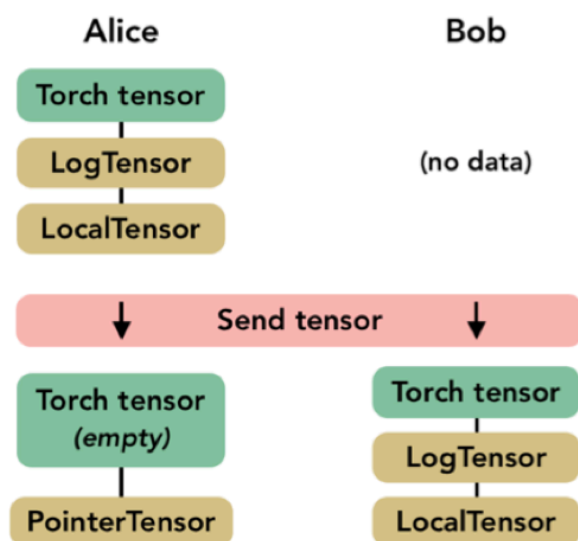 Alice
Bob
Torch tensor
LogTensor
(no data)
LocalTensor
Send tensor
Torch tensor
(empty)
PointerTensor
Torch tensor
LogTensor
LocalTensor